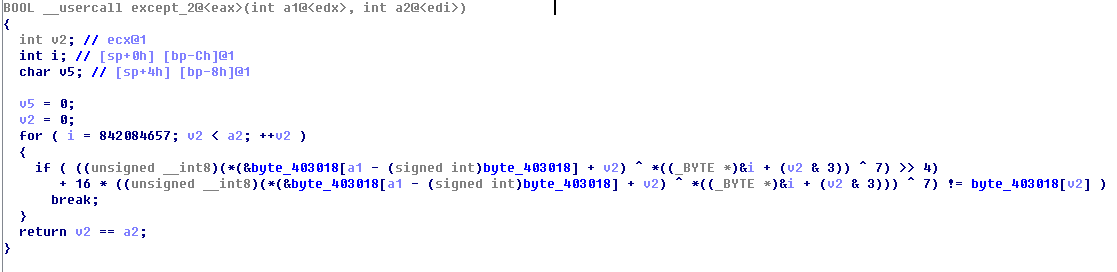 BOOL __usercall except_2@<eax>(int a1@<edx>, int a2@<edi>)
{
int v2; // ecx@1
int i; // [sp+0h] [bp-Ch]@1
char v5; // [sp+4h] [bp-8h]@1
v5 = 0;
v2 = 0;
for ( i = 842084657; v2 < a2; ++v2 )
{
if ( ((unsigned __int8)(*(&byte_403018[a1 - (signed int)byte_403018] + v2) ^ *((_BYTE *)&i + (v2 & 3)) ^ 7) >> 4)
+ 16 * ((unsigned __int8)(*(&byte_403018[a1 - (signed int)byte_403018] + v2) ^ *((_BYTE *)&i + (v2 & 3))) ^ 7) != byte_403018[v2] )
break;
}
return v2 == a2;
}